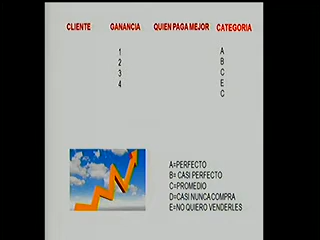 CLIENTE GANANCIA QUIEN PAGA MEJOR CATEGORIA
1 A
2 B
3 C
4 E
C
A=PERFECTO
B= CASI PERFECTO
C=PROMEDIO
D=CASI NUNCA COMPRA
E=NO QUIERO VENDERLES